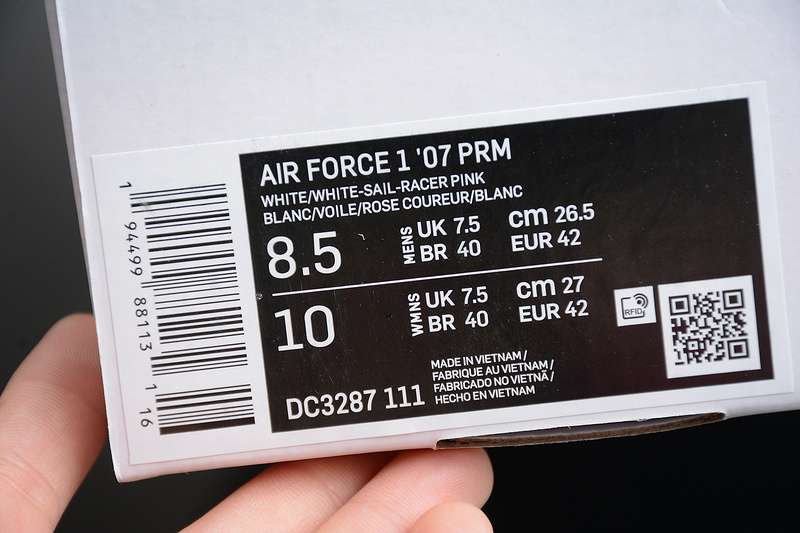 AIR FORCE 1 '07 PRM
WHITE/WHITE-SAIL-RACER PINK
BLANC/VOILE/ROSE COUREUR/BLANC
8.5 MENS UK 7.5 cm 26.5
BR 40 EUR 42
10 WMNS UK 7.5 cm 27
BR 40 EUR 42
RFID
DC3287 111
MADE IN VIETNAM/
FABRIQUE AU VIETNAM/
FABRICADO NO VIETNÃ/
HECHO EN VIETNAM
1 94499 88113 1 16